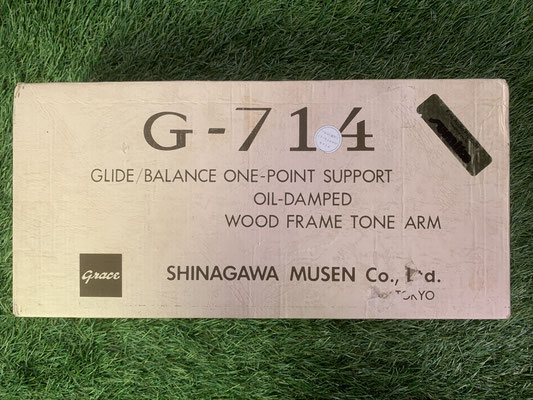 G-714
GLIDE/BALANCE ONE-POINT SUPPORT
OIL-DAMPED
WOOD FRAME TONE ARM
Grace
SHINAGAWA MUSEN Co., Ltd.
TOKYO